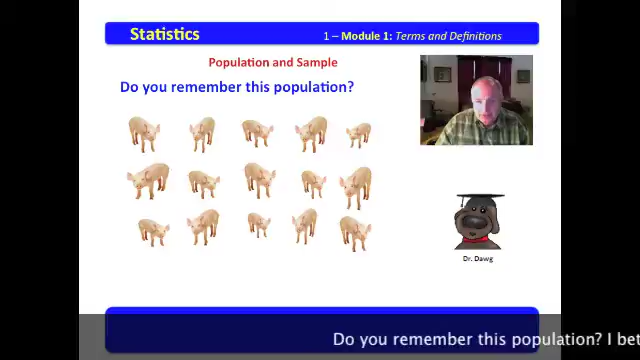 Statistics
1 – Module 1: Terms and Definitions
Population and Sample
Do you remember this population?
Dr. Dawg
Do you remember this population? I bet